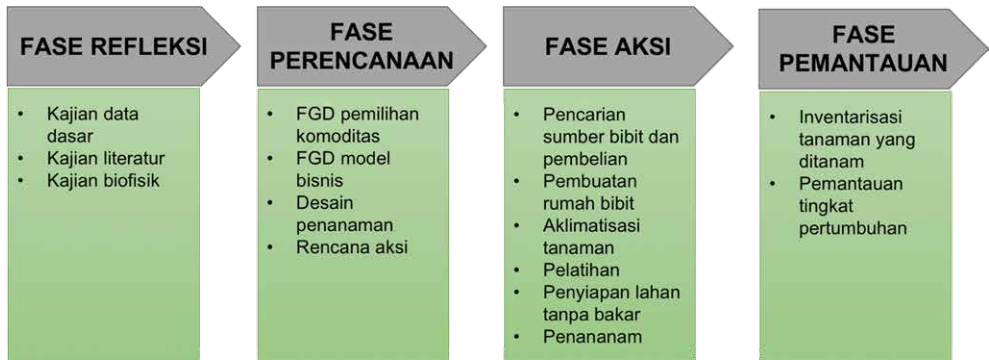 FASE REFLEKSI
• Kajian data
dasar
• Kajian literatur
• Kajian biofisik
FASE
PERENCANAAN
• FGD pemilihan
komoditas
• FGD model
bisnis
• Desain
penanaman
• Rencana aksi
FASE AKSI
• Pencarian
sumber bibit dan
pembelian
• Pembuatan
rumah bibit
• Aklimatisasi
tanaman
• Pelatihan
• Penyiapan lahan
tanpa bakar
• Penananam
FASE
PEMANTAUAN
• Inventarisasi
tanaman yang
ditanam
• Pemantauan
tingkat
pertumbuhan